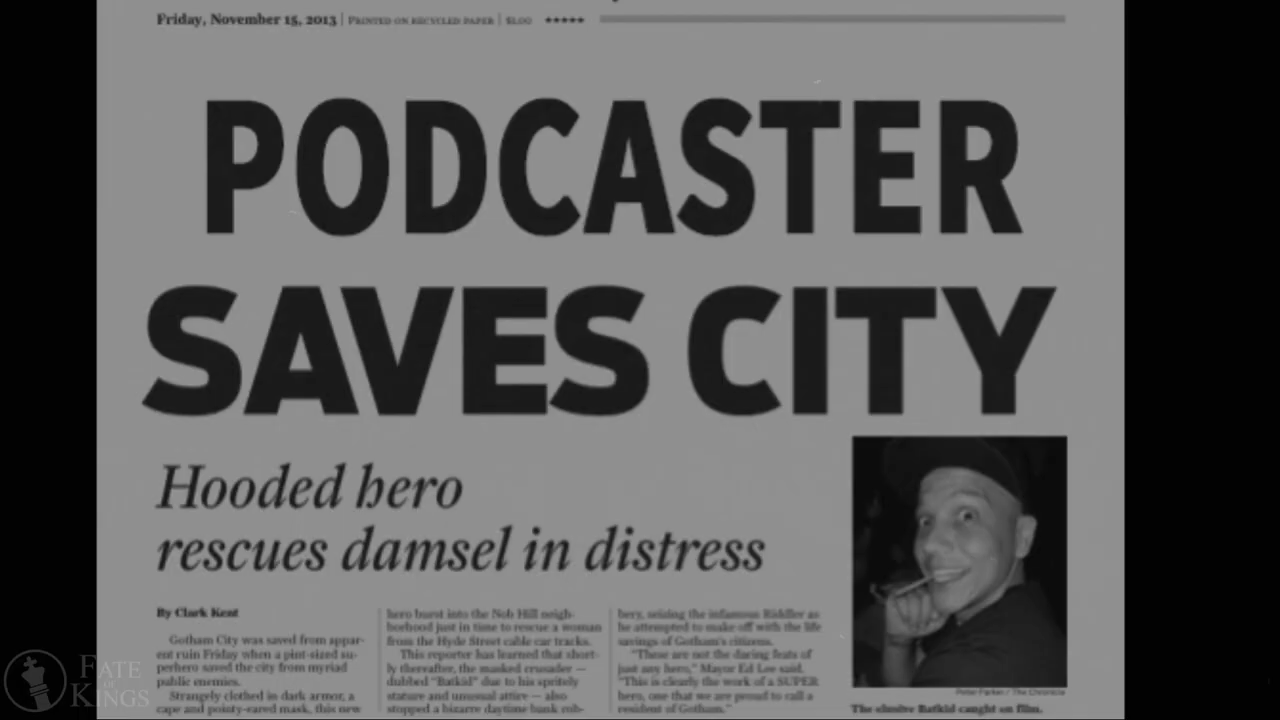 Friday, November 15, 2013 | PRINTED ON RECYCLED PAPER | $1.00 ★★★★★
PODCASTER
SAVES CITY
Hooded hero
rescues damsel in distress
By Clark Kent
Gotham City was saved from appar-
ent ruin Friday when a pint-sized su-
perhero saved the city from myriad
public enemies.
Strangely clothed in dark armor, a
cape and pointy-eared mask, this new
hero burst into the Nob Hill neigh-
borhood just in time to rescue a woman
from the Hyde Street cable car tracks.
This reporter has learned that short-
ly thereafter, the masked crusader —
dubbed "Batkid" due to his spritely
stature and unusual attire — also
stopped a bizarre daytime bank rob-
bery, seizing the infamous Riddler as
he attempted to make off with the life
savings of Gotham's citizens.
"These are not the daring feats of
just any hero," Mayor Ed Lee said.
"This is clearly the work of a SUPER
hero, one that we are proud to call a
resident of Gotham."
Peter Parker / The Chronicle
The elusive Batkid caught on film.
FATE
OF
KINGS